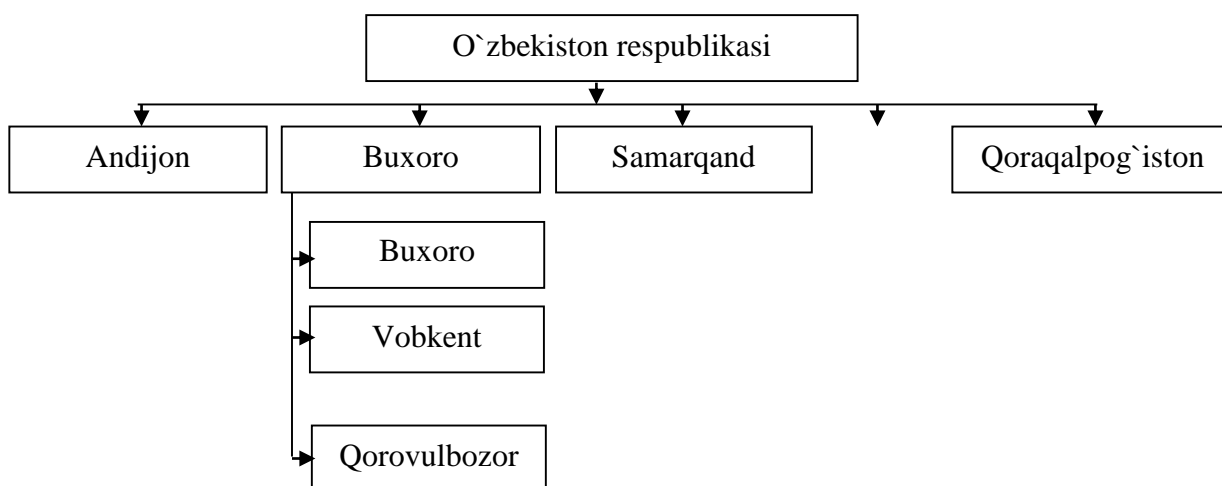 O`zbekiston respublikasi
Andijon
Buxoro
Samarqand
Qoraqalpog`iston
Buxoro
Vobkent
Qorovulbozor